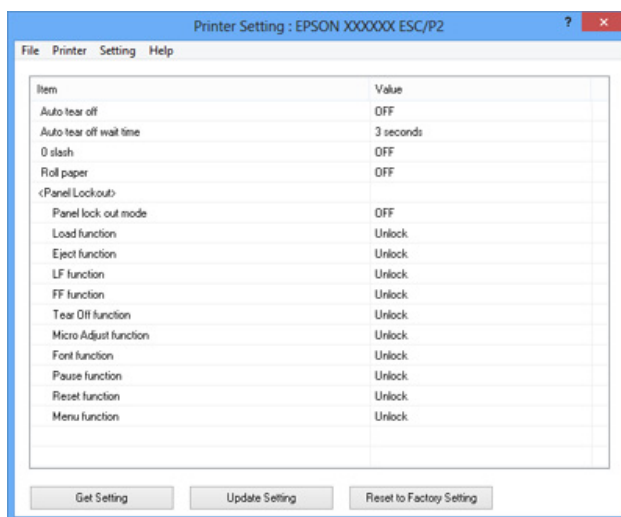 Printer Setting : EPSON XXXXXX ESC/P2 ? ×
File Printer Setting Help
Item Value
Auto tear off OFF
Auto tear off wait time 3 seconds
0 slash OFF
Roll paper OFF
<Panel Lockout>
Panel lock out mode OFF
Load function Unlock
Eject function Unlock
LF function Unlock
FF function Unlock
Tear Off function Unlock
Micro Adjust function Unlock
Font function Unlock
Pause function Unlock
Reset function Unlock
Menu function Unlock
Get Setting Update Setting Reset to Factory Setting